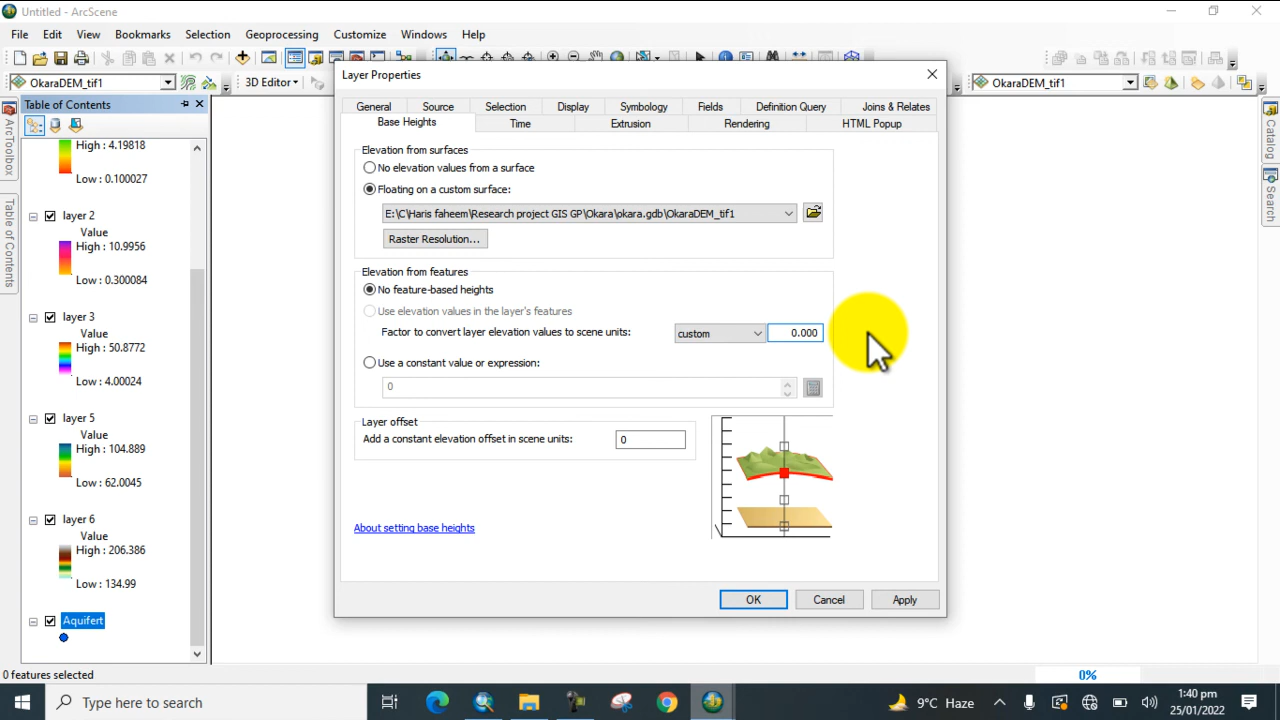 Untitled - ArcScene
File Edit View Bookmarks Selection Geoprocessing Customize Windows Help
OkaraDEM_tif1
3D Editor
OkaraDEM_tif1
ArcToolbox
Table Of Contents
Catalog
Search
Table Of Contents
High : 4.19818
Low : 0.100027
layer 2
Value
High : 10.9956
Low : 0.300084
layer 3
Value
High : 50.8772
Low : 4.00024
layer 5
Value
High : 104.889
Low : 62.0045
layer 6
Value
High : 206.386
Low : 134.99
Aquifert
Layer Properties
General Source Selection Display Symbology Fields Definition Query Joins & Relates
Base Heights Time Extrusion Rendering HTML Popup
Elevation from surfaces
No elevation values from a surface
Floating on a custom surface:
E:\C\Haris faheem\Research project GIS GP\Okara\okara.gdb\OkaraDEM_tif1
Raster Resolution...
Elevation from features
No feature-based heights
Use elevation values in the layer's features
Factor to convert layer elevation values to scene units: custom 0.000
Use a constant value or expression:
0
Layer offset
Add a constant elevation offset in scene units: 0
About setting base heights
OK Cancel Apply
0 features selected
0%
Type here to search
9°C Haze
1:40 pm
25/01/2022